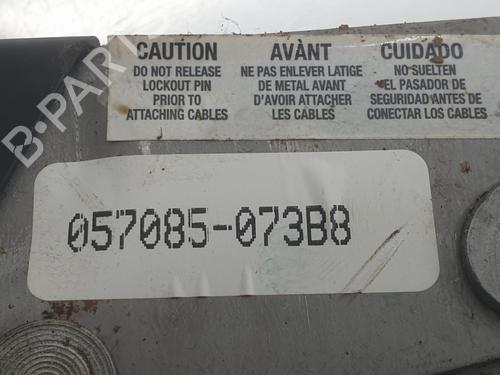 CAUTION
DO NOT RELEASE
LOCKOUT PIN
PRIOR TO
ATTACHING CABLES
AVÀNT
NE PAS ENLEVER LATIGE
DE METAL AVANT
D'AVOIR ATTACHER
LES CABLES
CUIDADO
NO SUELTEN
EL PASADOR DE
SEGURIDAD ANTES DE
CONECTAR LOS CABLES
057085-073B8
B-PARTS